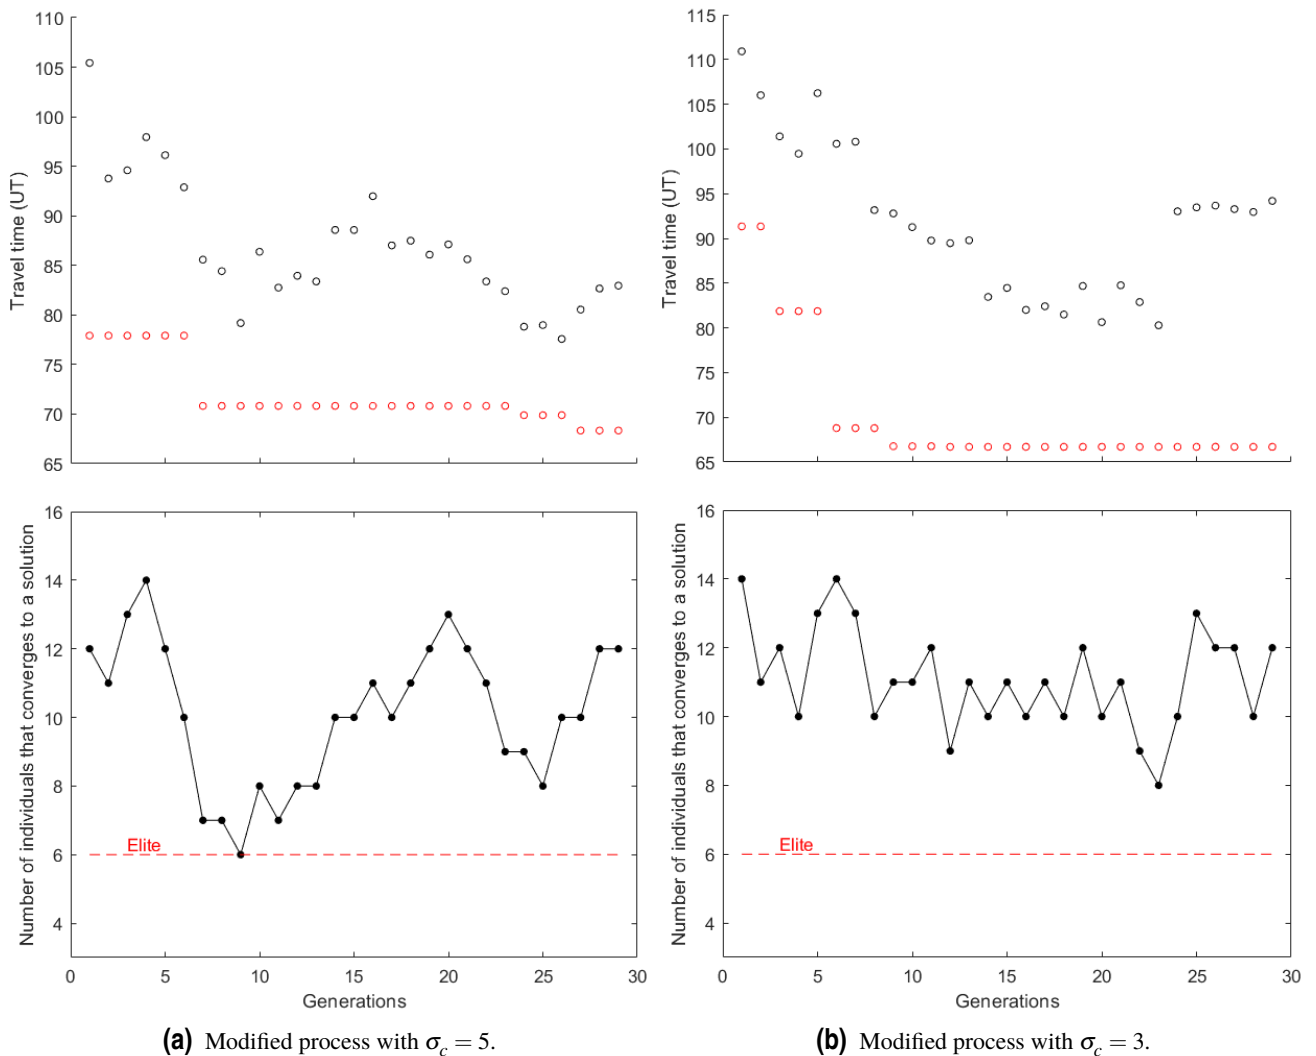 110
105
100
95
90
85
80
75
70
65
Travel time (UT)
115
110
105
100
95
90
85
80
75
70
65
Travel time (UT)
16
14
12
10
8
6
4
Number of individuals that converges to a solution
Elite
0 5 10 15 20 25 30
Generations
16
14
12
10
8
6
4
Number of individuals that converges to a solution
Elite
0 5 10 15 20 25 30
Generations
(a) Modified process with σc = 5.
(b) Modified process with σc = 3.